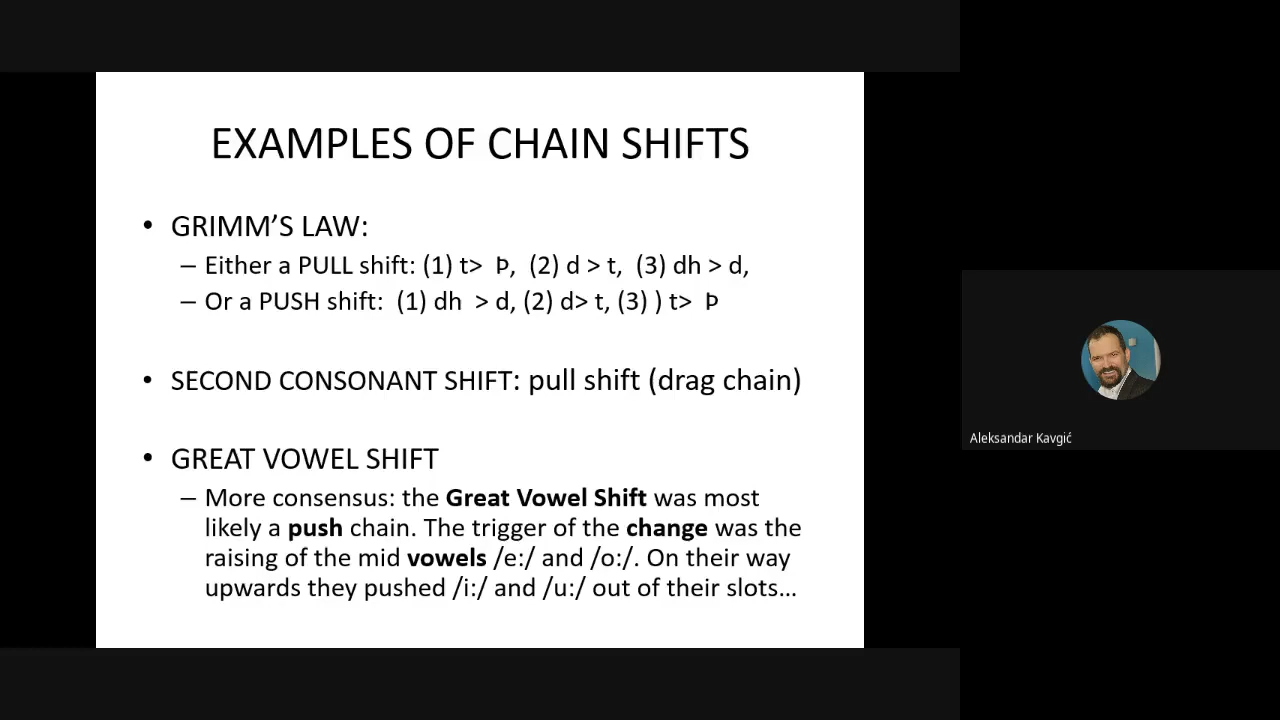 EXAMPLES OF CHAIN SHIFTS
• GRIMM’S LAW:
– Either a PULL shift: (1) t> Þ, (2) d > t, (3) dh > d,
– Or a PUSH shift: (1) dh > d, (2) d> t, (3) ) t> Þ
• SECOND CONSONANT SHIFT: pull shift (drag chain)
• GREAT VOWEL SHIFT
– More consensus: the Great Vowel Shift was most
likely a push chain. The trigger of the change was the
raising of the mid vowels /e:/ and /o:/. On their way
upwards they pushed /i:/ and /u:/ out of their slots…
Aleksandar Kavgić